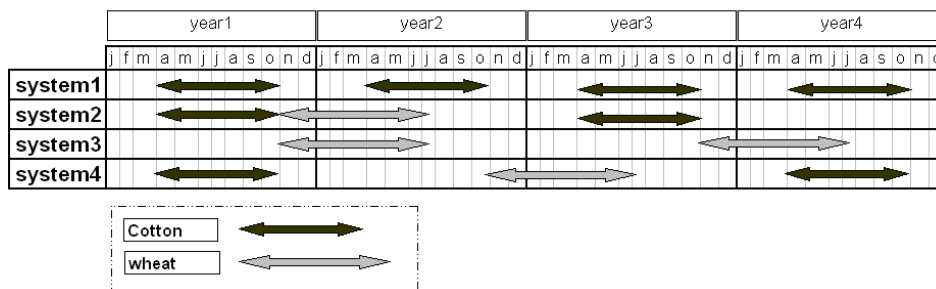 year1 year2 year3 year4
j f m a m j j a s o n d j f m a m j j a s o n d j f m a m j j a s o n d j f m a m j j a s o n d
system1
system2
system3
system4
Cotton
wheat